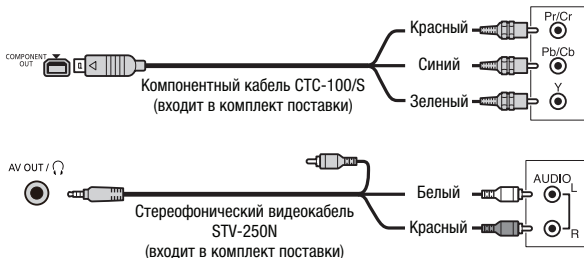 COMPONENT
OUT
Красный
Pr/Cr
Синий
Pb/Cb
Зеленый
Y
Компонентный кабель CTC-100/S
(входит в комплект поставки)
AV OUT / 
Белый
AUDIO
L
Красный
R
Стереофонический видеокабель
STV-250N
(входит в комплект поставки)